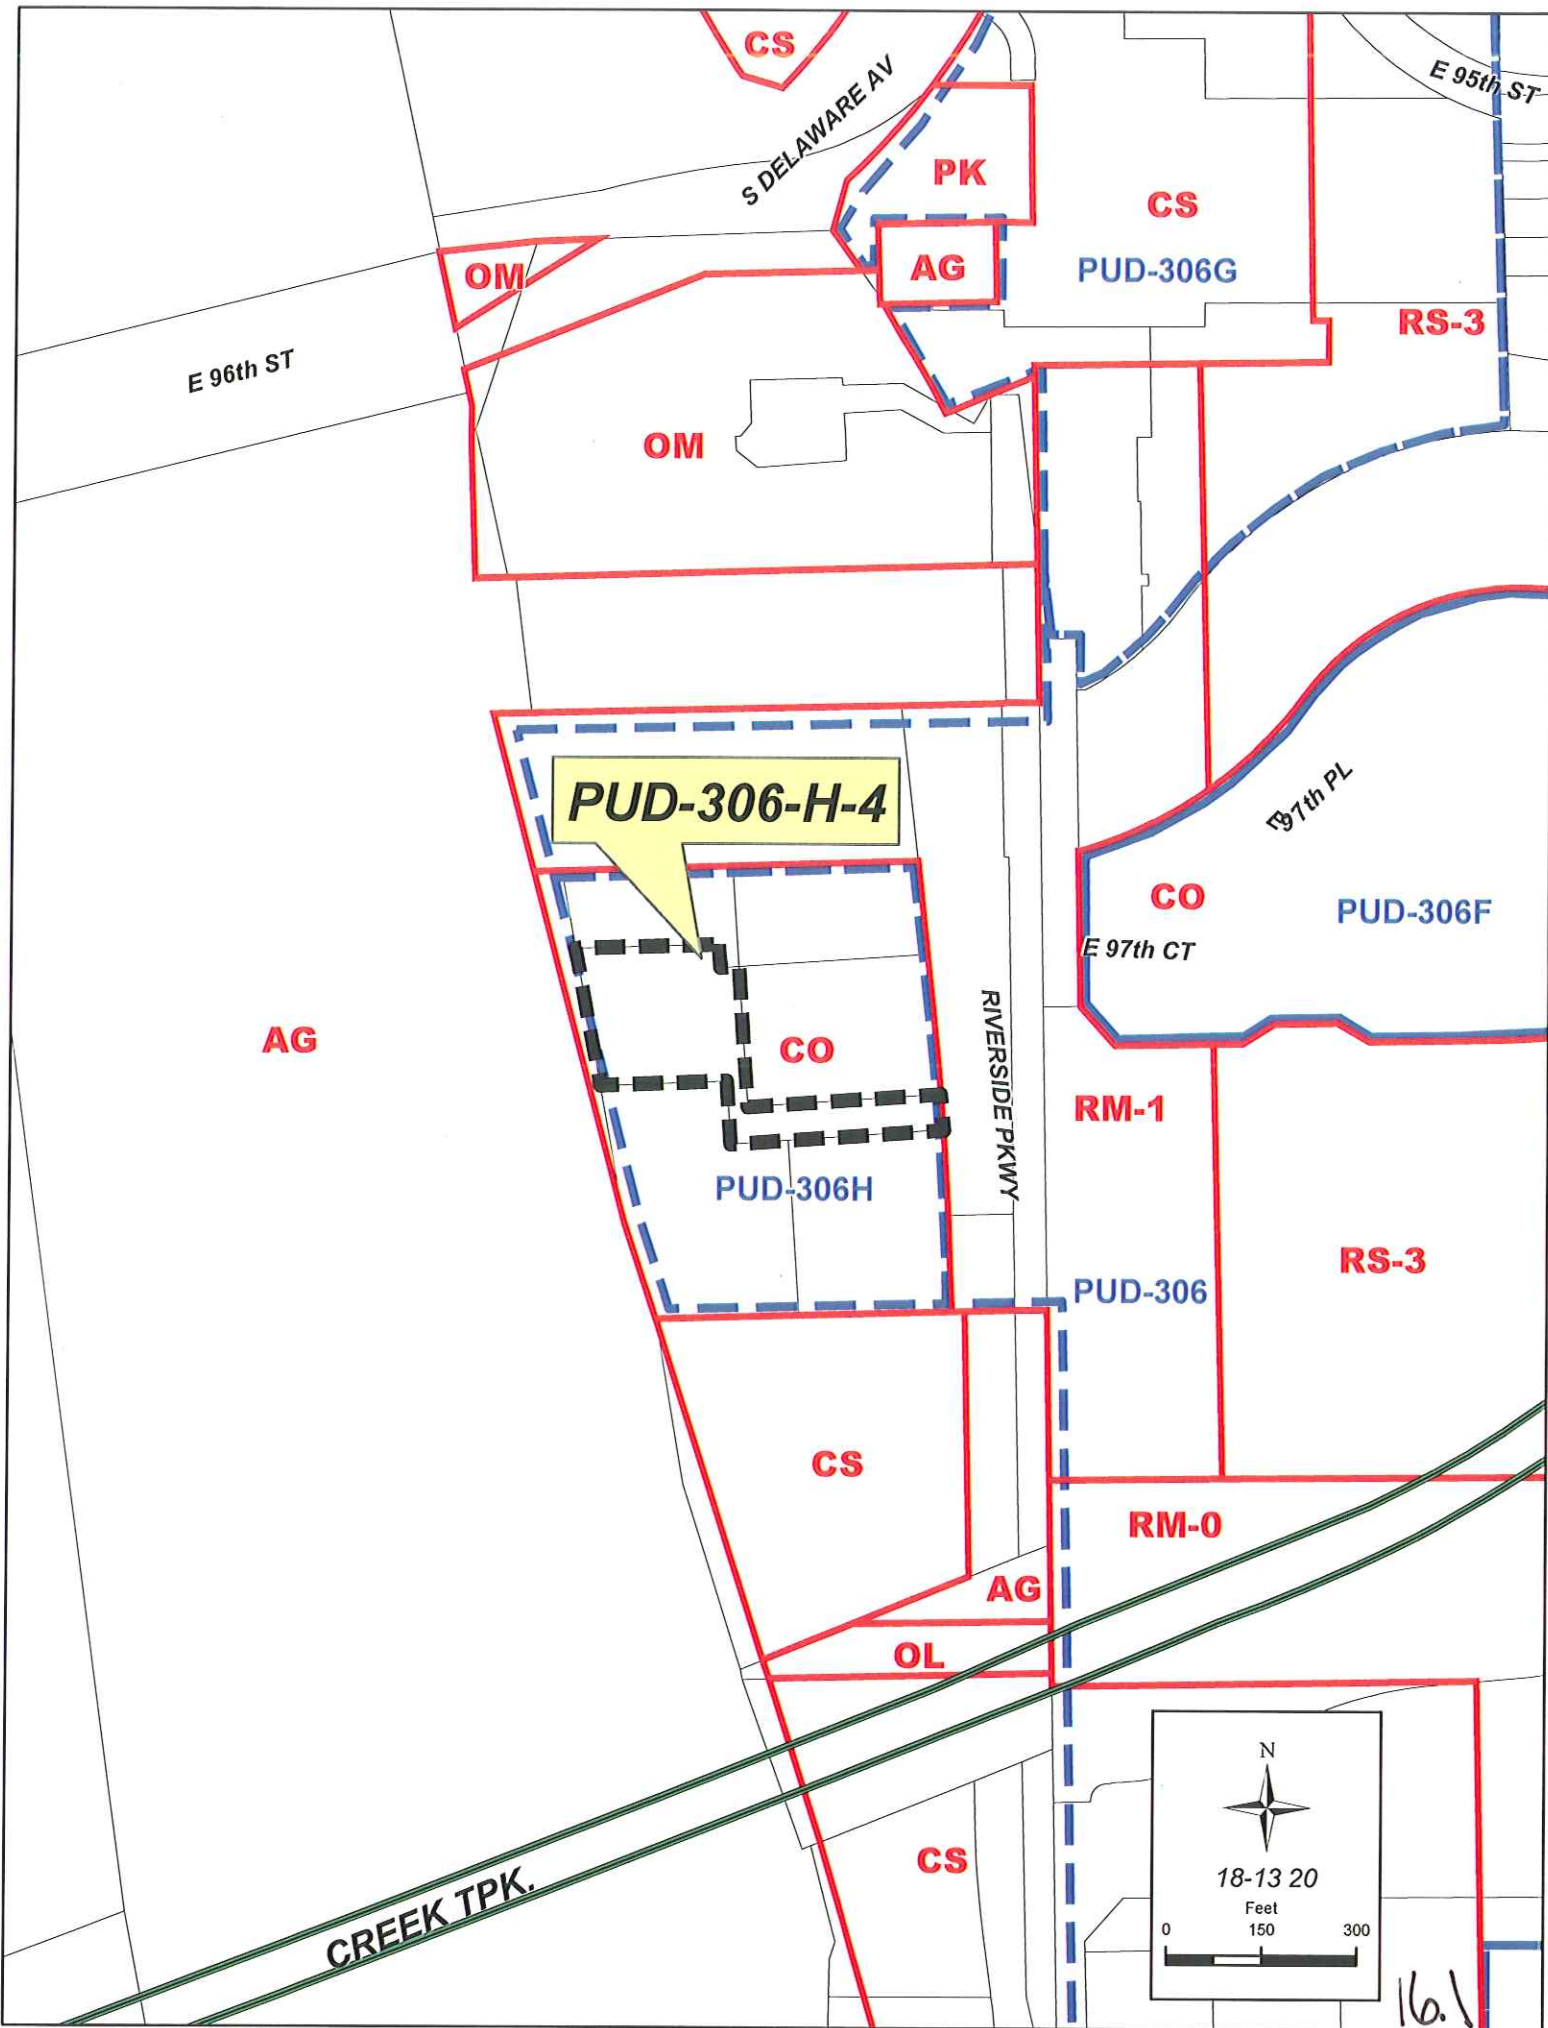 CS
S DELAWARE AV
E 95th ST
PK
CS
OM
AG
PUD-306G
RS-3
E 96th ST
OM
PUD-306-H-4
E 97th PL
CO
PUD-306F
E 97th CT
AG
CO
RIVERSIDE PKWY
RM-1
PUD-306H
RS-3
PUD-306
CS
RM-0
AG
OL
CS
CREEK TPK.
N
18-13 20
Feet
0 150 300
16.1